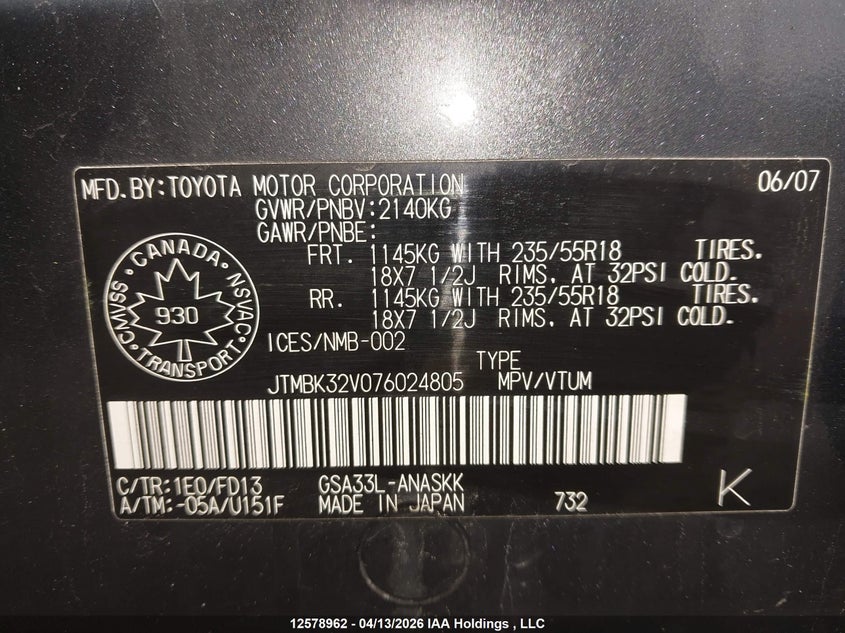 MFD.BY:TOYOTA MOTOR CORPORATION 06/07
GVWR/PNBV:2140KG
GAWR/PNBE:
FRT. 1145KG WITH 235/55R18 TIRES.
18X7 1/2J RIMS. AT 32PSI COLD.
RR. 1145KG WITH 235/55R18 TIRES.
18X7 1/2J RIMS. AT 32PSI COLD.
CANADA
CMVSS 930 NSVAC
TRANSPORT
ICES/NMB-002
TYPE
JTMBK32V076024805 MPV/VTUM
C/TR:1E0/FD13 GSA33L-ANASKK
A/TM:-05A/U151F MADE IN JAPAN 732 K
12578962 - 04/13/2026 IAA Holdings , LLC